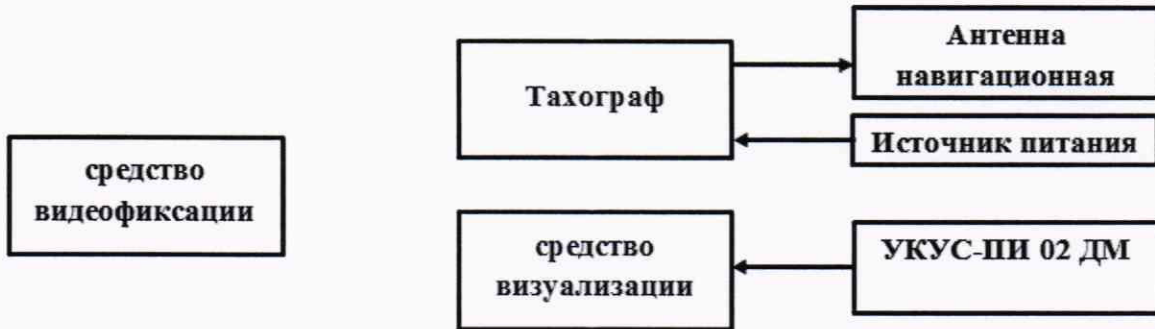 средство
видеофиксации
Тахограф
Антенна
навигационная
Источник питания
средство
визуализации
УКУС-ПИ 02 ДМ